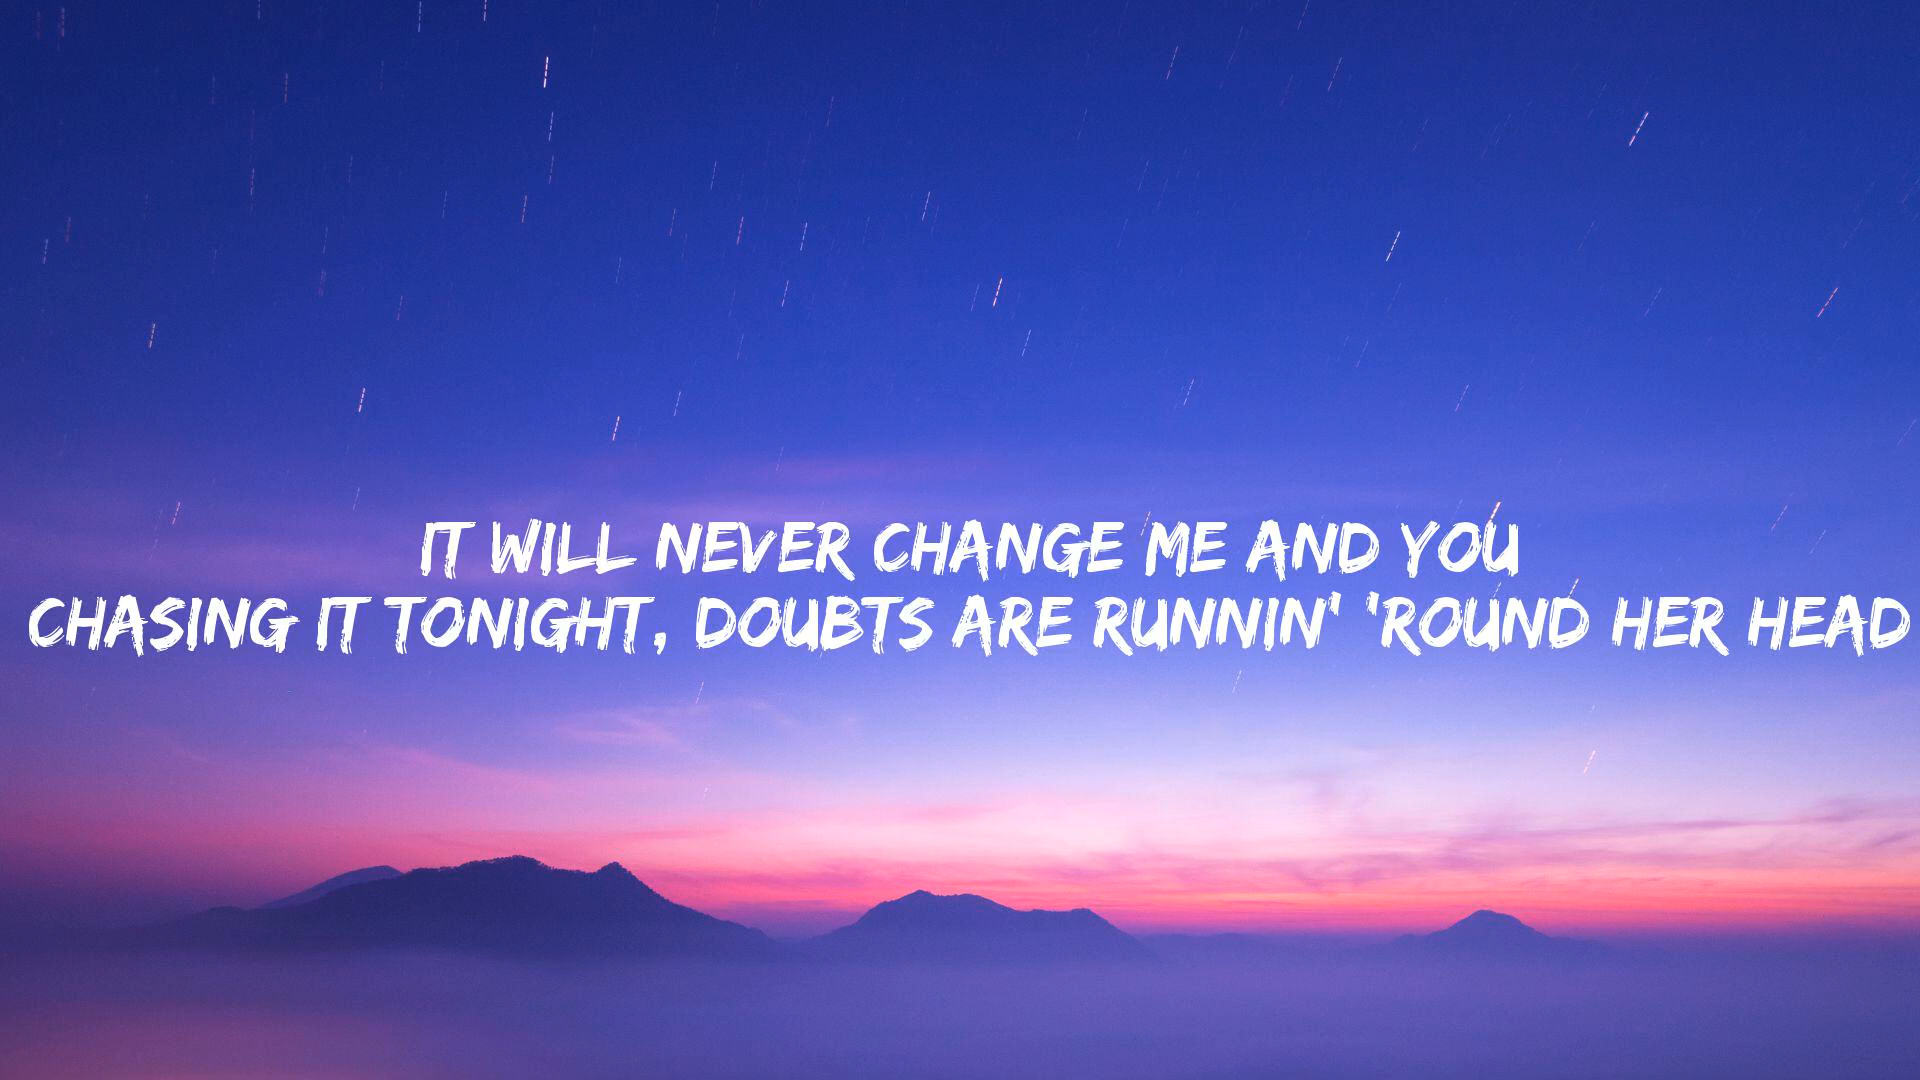 IT WILL NEVER CHANGE ME AND YOU
CHASING IT TONIGHT, DOUBTS ARE RUNNIN' 'ROUND HER HEAD